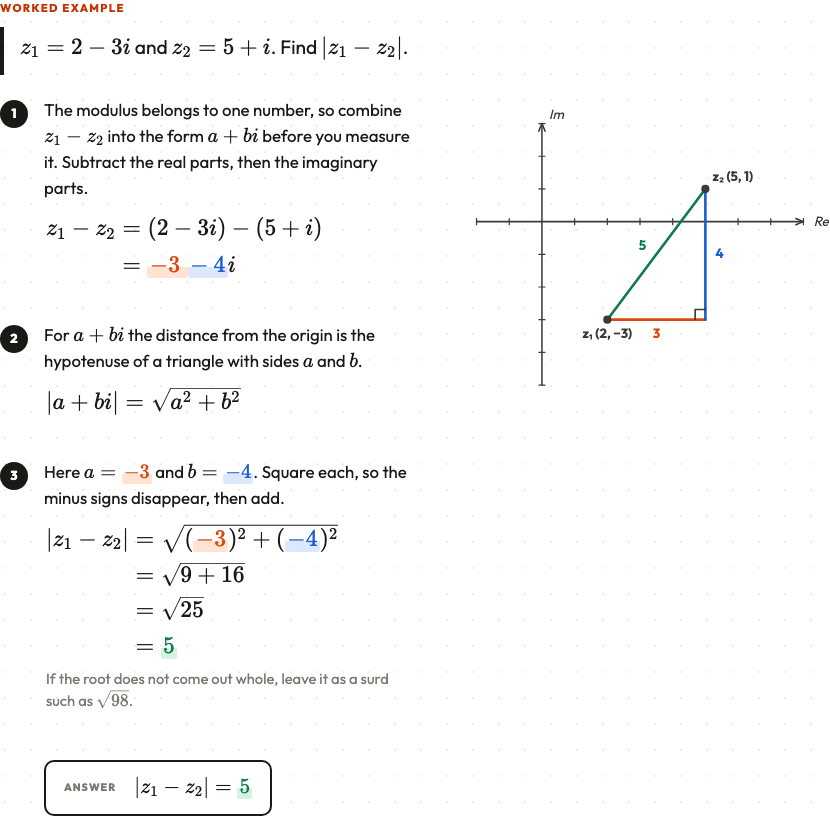 WORKED EXAMPLE
z₁ = 2 − 3i and z₂ = 5 + i. Find |z₁ − z₂|.
1
The modulus belongs to one number, so combine
z₁ − z₂ into the form a + bi before you measure
it. Subtract the real parts, then the imaginary
parts.
z₁ − z₂ = (2 − 3i) − (5 + i)
= −3 − 4i
2
For a + bi the distance from the origin is the
hypotenuse of a triangle with sides a and b.
|a + bi| = √(a² + b²)
3
Here a = −3 and b = −4. Square each, so the
minus signs disappear, then add.
|z₁ − z₂| = √((−3)² + (−4)²)
= √(9 + 16)
= √25
= 5
If the root does not come out whole, leave it as a surd
such as √98.
ANSWER |z₁ − z₂| = 5
Im
z₂ (5, 1)
Re
5
4
z₁ (2, −3)
3